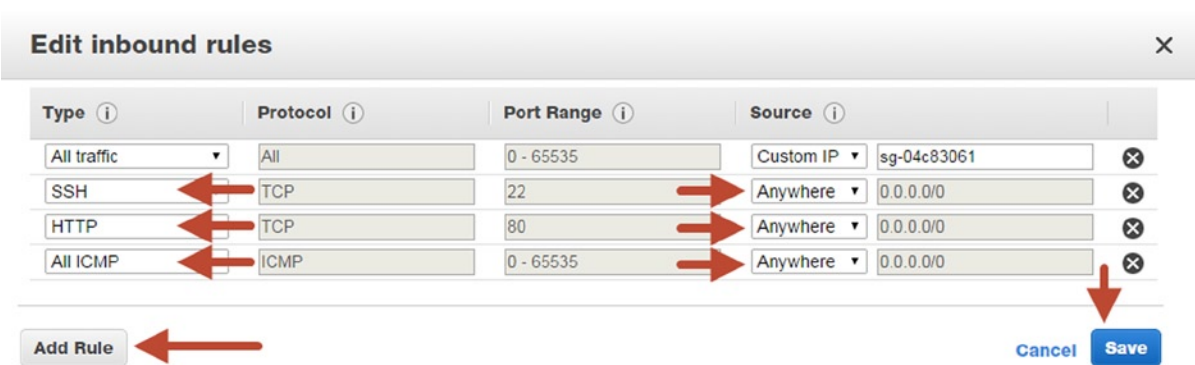 Edit inbound rules
Type Protocol Port Range Source
All traffic All 0 - 65535 Custom IP sg-04c83061
SSH TCP 22 Anywhere 0.0.0.0/0
HTTP TCP 80 Anywhere 0.0.0.0/0
All ICMP ICMP 0 - 65535 Anywhere 0.0.0.0/0
Add Rule Cancel Save